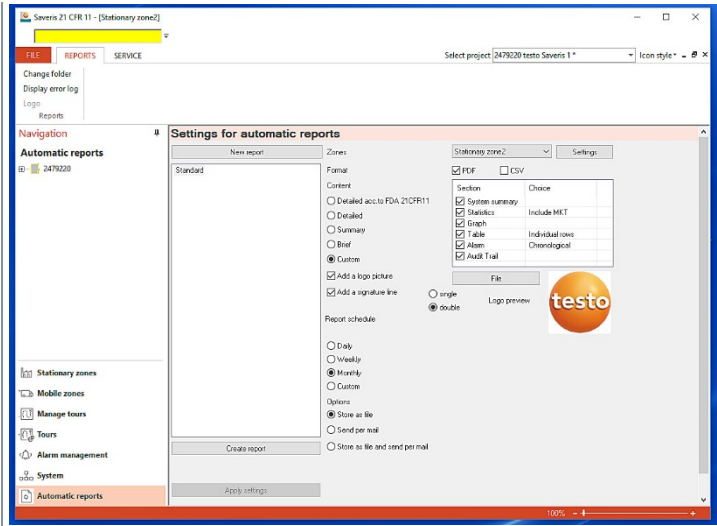 Saveris 21 CFR 11 - [Stationary zone2]
FILE REPORTS SERVICE Select project 2479220 testo Saveris 1 * Icon style
Change folder
Display error log
Logo
Reports
Navigation
Automatic reports
2479220
Stationary zones
Mobile zones
Manage tours
Tours
Alarm management
System
Automatic reports
Settings for automatic reports
New report
Standard
Create report
Apply settings
Zones Stationary zone2 Settings
Format PDF CSV
Content
Detailed acc.to FDA 21CFR11
Detailed
Summary
Brief
Custom
Section Choice
System summary
Statistics Include MKT
Graph
Table Individual rows
Alarm Chronological
Audit Trail
Add a logo picture File
Add a signature line single
double
Logo preview
testo
Report schedule
Daily
Weekly
Monthly
Custom
Options
Store as file
Send per mail
Store as file and send per mail
100% - +